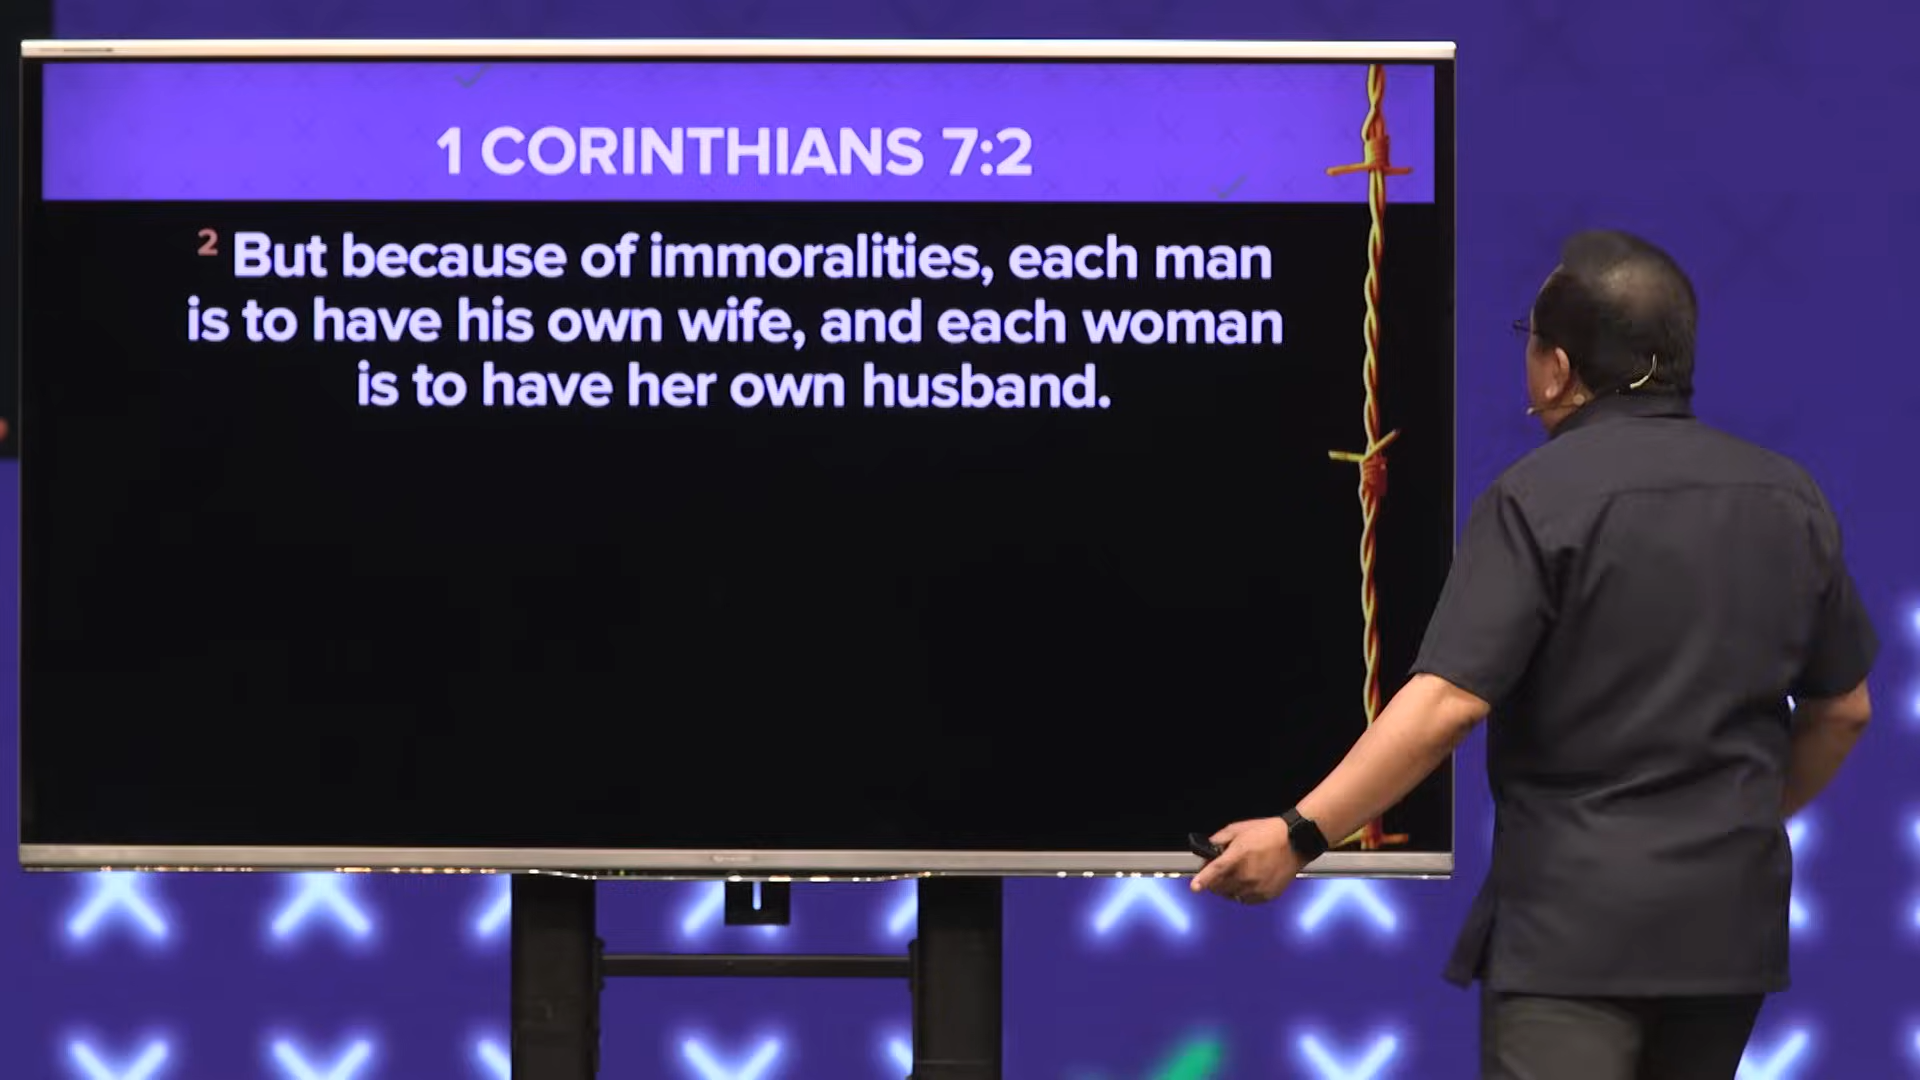 1 CORINTHIANS 7:2
2 But because of immoralities, each man
is to have his own wife, and each woman
is to have her own husband.